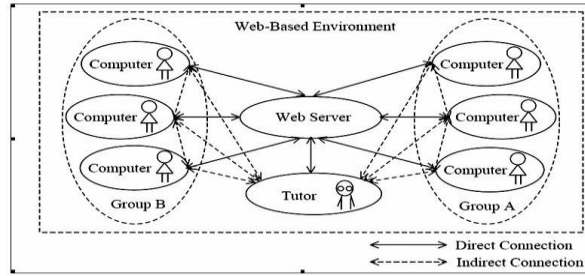 Web-Based Environment
Computer
Computer
Computer
Group B
Web Server
Tutor
Computer
Computer
Computer
Group A
Direct Connection
Indirect Connection